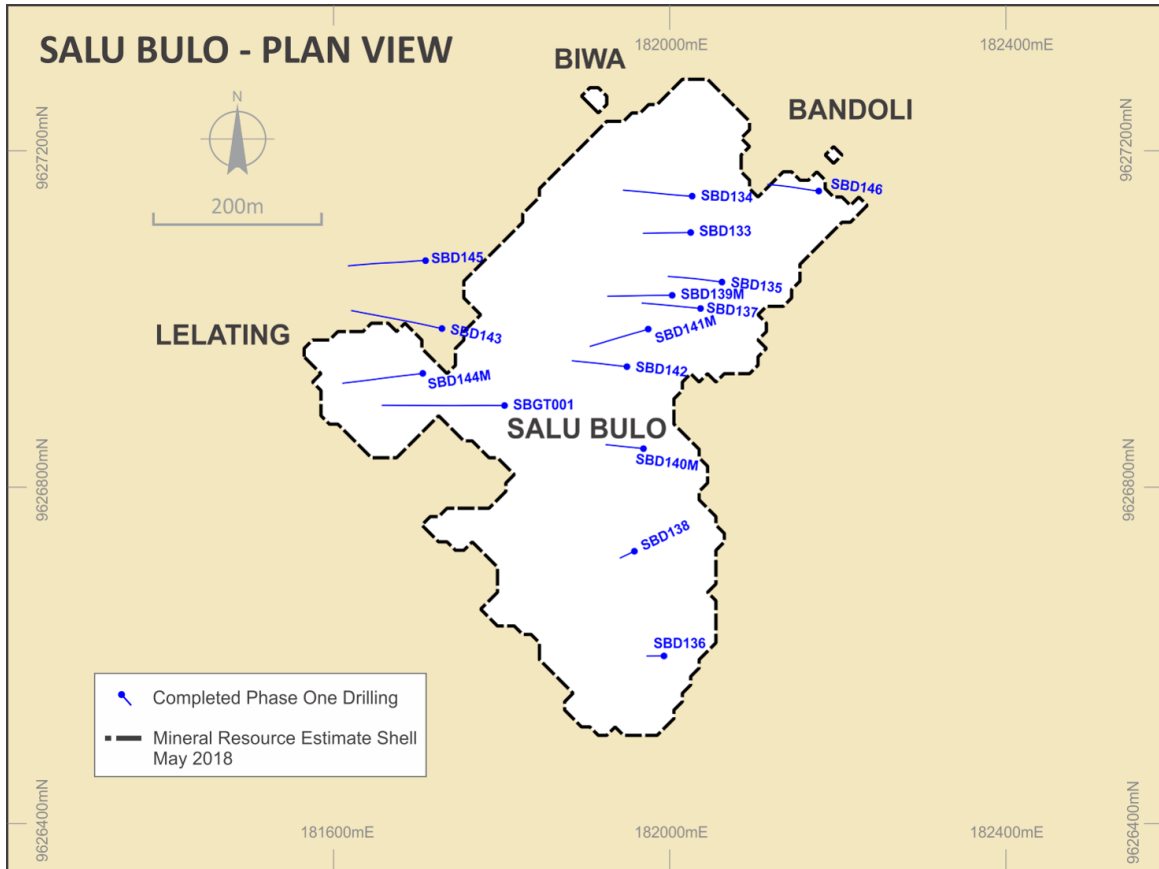 SALU BULO - PLAN VIEW
BIWA
182000mE
182400mE
BANDOLI
N
9627200mN
9627200mN
200m
SBD134
SBD146
SBD133
SBD145
SBD135
SBD139M
SBD137
LELATING
SBD143
SBD141M
SBD142
SBD144M
SBGT001
SALU BULO
SBD140M
9626800mN
9626800mN
SBD138
SBD136
Completed Phase One Drilling
Mineral Resource Estimate Shell
May 2018
9626400mN
9626400mN
181600mE
182000mE
182400mE